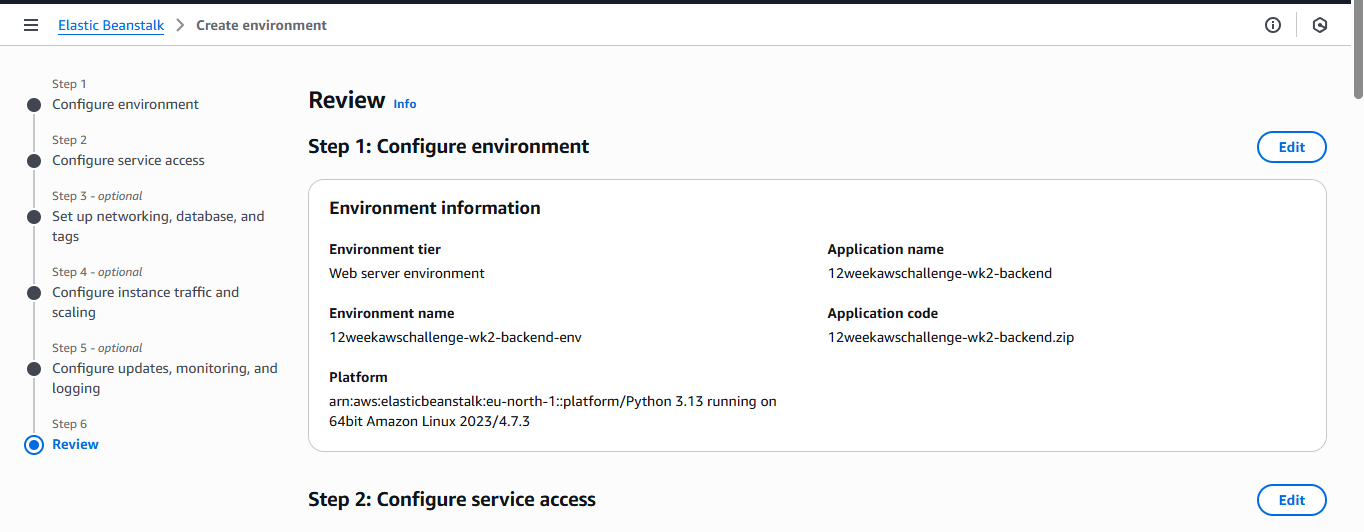 Elastic Beanstalk > Create environment
Step 1
Configure environment
Step 2
Configure service access
Step 3 - optional
Set up networking, database, and
tags
Step 4 - optional
Configure instance traffic and
scaling
Step 5 - optional
Configure updates, monitoring, and
logging
Step 6
Review
Review Info
Step 1: Configure environment
Edit
Environment information
Environment tier
Web server environment
Application name
12weekawschallenge-wk2-backend
Environment name
12weekawschallenge-wk2-backend-env
Application code
12weekawschallenge-wk2-backend.zip
Platform
arn:aws:elasticbeanstalk:eu-north-1::platform/Python 3.13 running on
64bit Amazon Linux 2023/4.7.3
Step 2: Configure service access
Edit